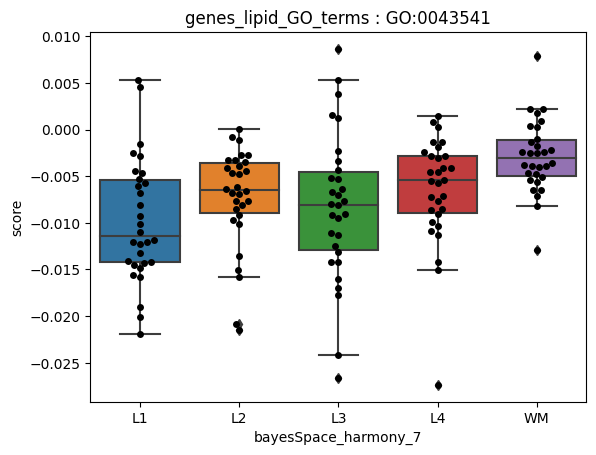 genes_lipid_GO_terms : GO:0043541
0.010
0.005
0.000
−0.005
−0.010
−0.015
−0.020
−0.025
score
L1 L2 L3 L4 WM
bayesSpace_harmony_7